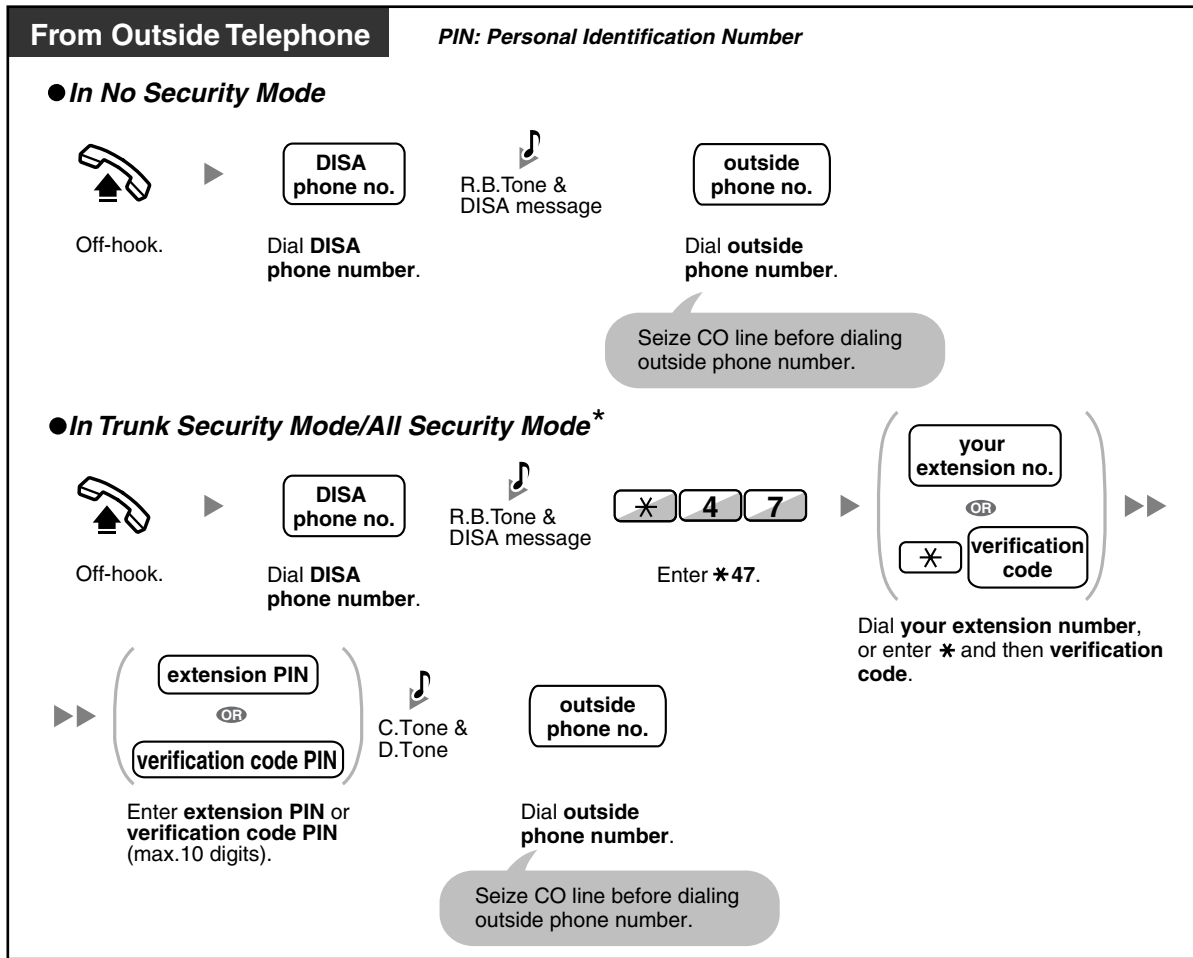 From Outside Telephone
PIN: Personal Identification Number
●In No Security Mode
DISA
phone no.
R.B.Tone &
DISA message
outside
phone no.
Off-hook.
Dial DISA
phone number.
Dial outside
phone number.
Seize CO line before dialing
outside phone number.
●In Trunk Security Mode/All Security Mode*
DISA
phone no.
R.B.Tone &
DISA message
* 4 7
your
extension no.
OR
* verification
code
Off-hook.
Dial DISA
phone number.
Enter *47.
Dial your extension number,
or enter * and then verification
code.
extension PIN
OR
verification code PIN
C.Tone &
D.Tone
outside
phone no.
Enter extension PIN or
verification code PIN
(max.10 digits).
Dial outside
phone number.
Seize CO line before dialing
outside phone number.